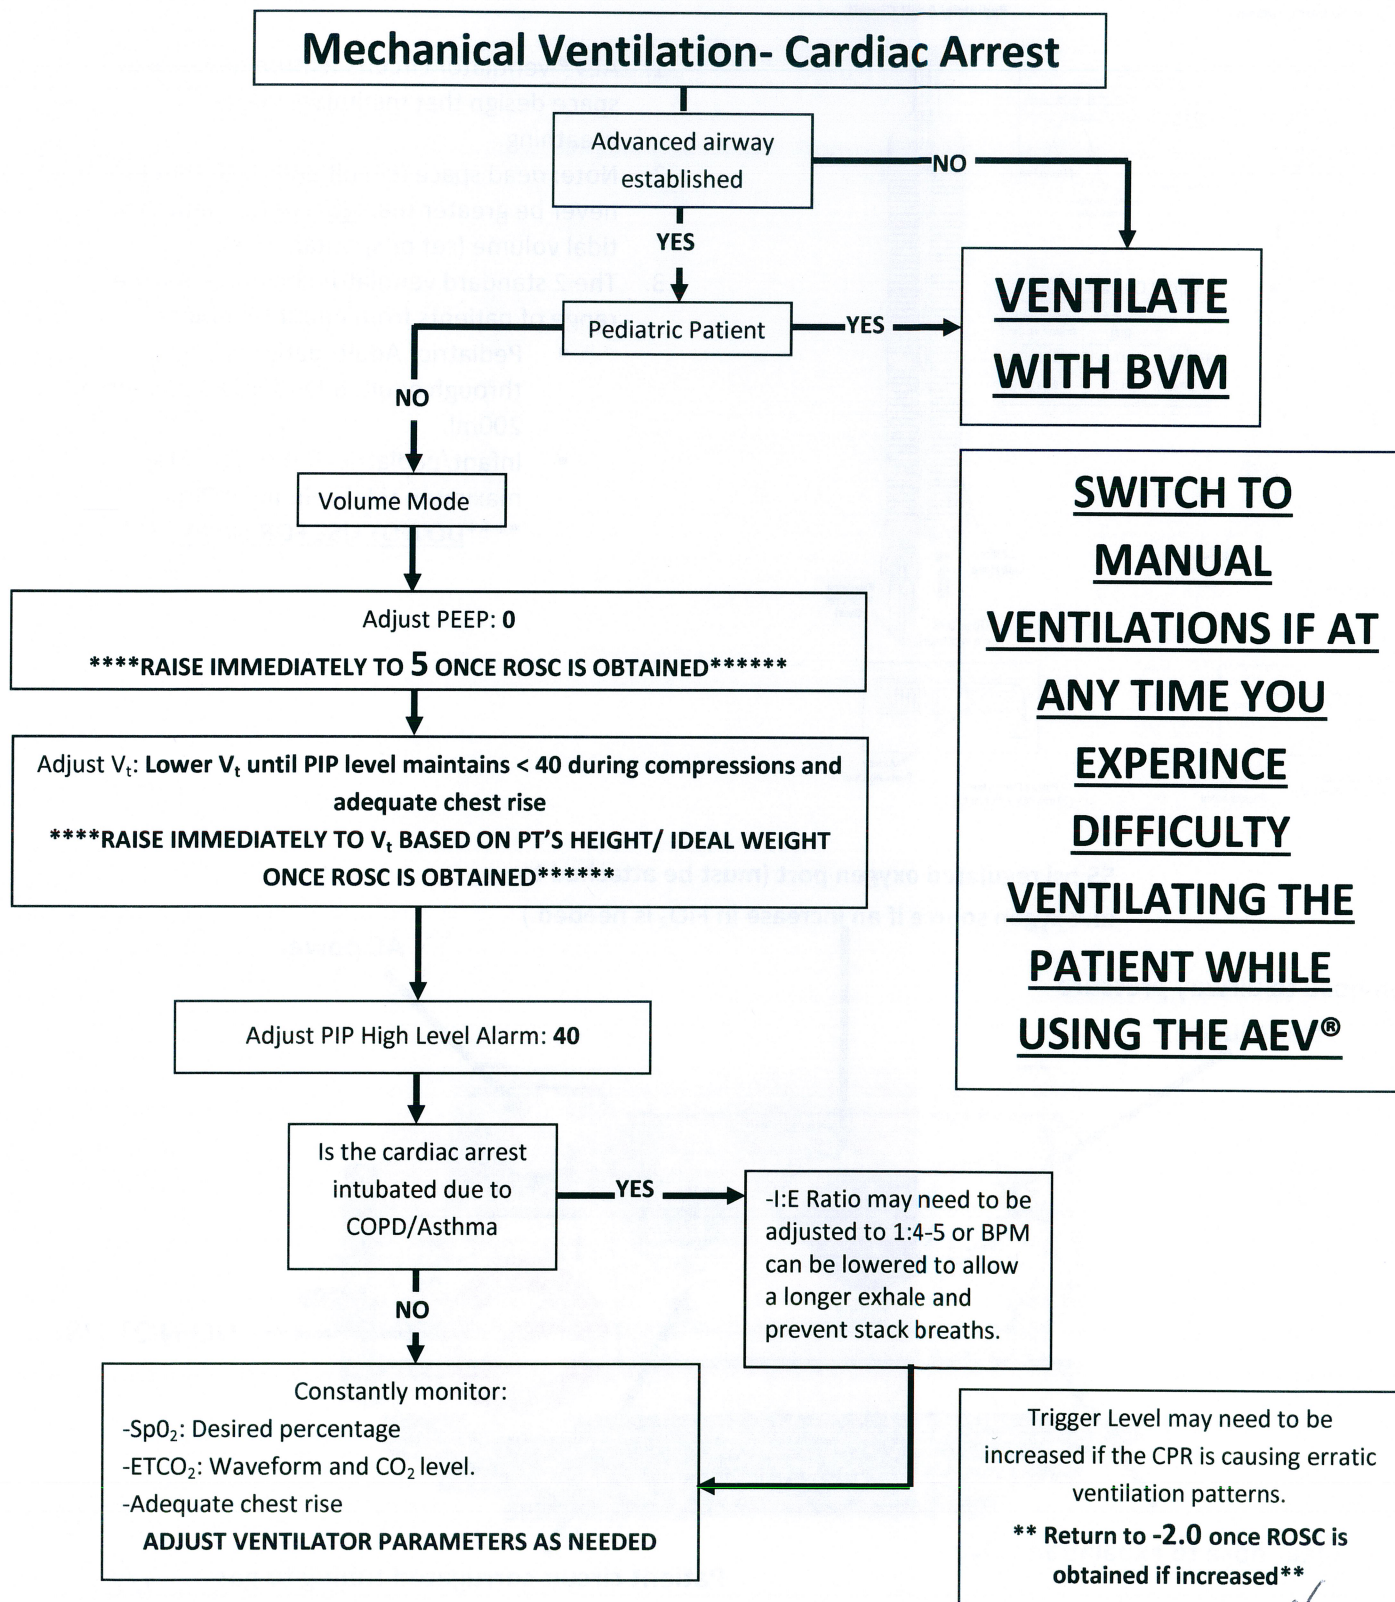 Mechanical Ventilation- Cardiac Arrest
Advanced airway
established
NO
YES
VENTILATE
WITH BVM
Pediatric Patient
YES
NO
Volume Mode
SWITCH TO
MANUAL
VENTILATIONS IF AT
ANY TIME YOU
EXPERINCE
DIFFICULTY
VENTILATING THE
PATIENT WHILE
USING THE AEV®
Adjust PEEP: 0
****RAISE IMMEDIATELY TO 5 ONCE ROSC IS OBTAINED******
Adjust Vt: Lower Vt until PIP level maintains < 40 during compressions and
adequate chest rise
****RAISE IMMEDIATELY TO Vt BASED ON PT'S HEIGHT/ IDEAL WEIGHT
ONCE ROSC IS OBTAINED******
Adjust PIP High Level Alarm: 40
Is the cardiac arrest
intubated due to
COPD/Asthma
YES
-I:E Ratio may need to be
adjusted to 1:4-5 or BPM
can be lowered to allow
a longer exhale and
prevent stack breaths.
NO
Constantly monitor:
-Sp0₂: Desired percentage
-ETCO₂: Waveform and CO₂ level.
-Adequate chest rise
ADJUST VENTILATOR PARAMETERS AS NEEDED
Trigger Level may need to be
increased if the CPR is causing erratic
ventilation patterns.
** Return to -2.0 once ROSC is
obtained if increased**